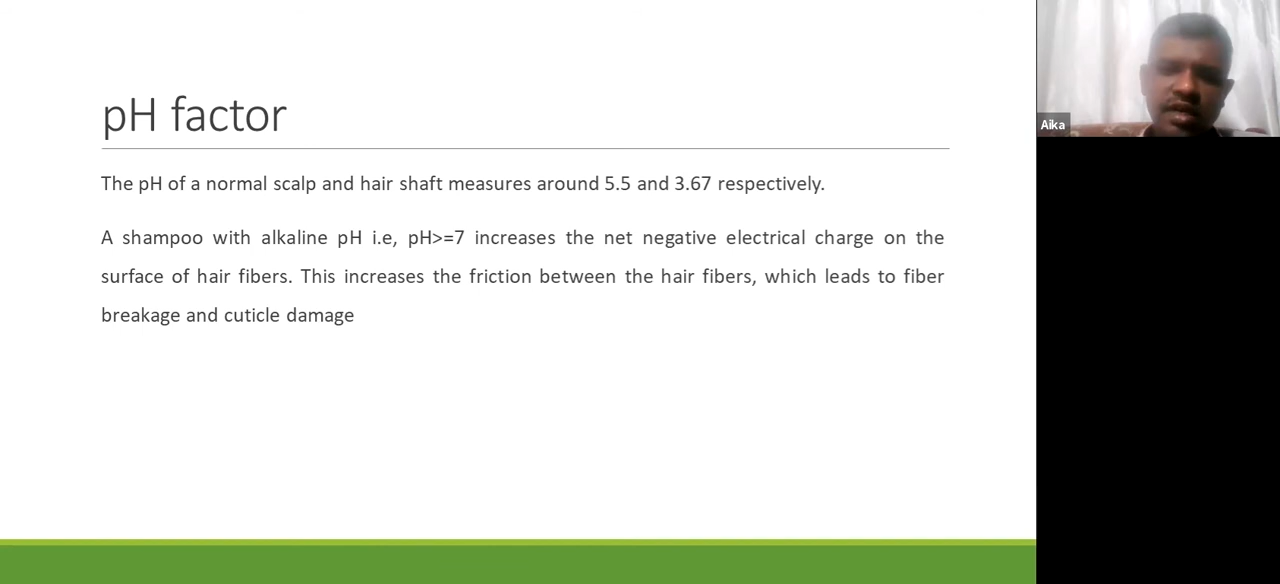 pH factor
The pH of a normal scalp and hair shaft measures around 5.5 and 3.67 respectively.
A shampoo with alkaline pH i.e, pH>=7 increases the net negative electrical charge on the
surface of hair fibers. This increases the friction between the hair fibers, which leads to fiber
breakage and cuticle damage
Aika